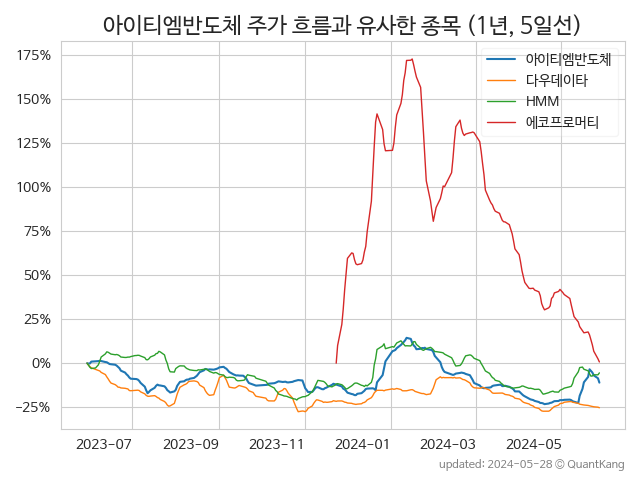 아이티엠반도체 주가 흐름과 유사한 종목 (1년, 5일선)
175%
150%
125%
100%
75%
50%
25%
0%
−25%
아이티엠반도체
다우데이타
HMM
에코프로머티
2023-07
2023-09
2023-11
2024-01
2024-03
2024-05
updated: 2024-05-28 © QuantKang